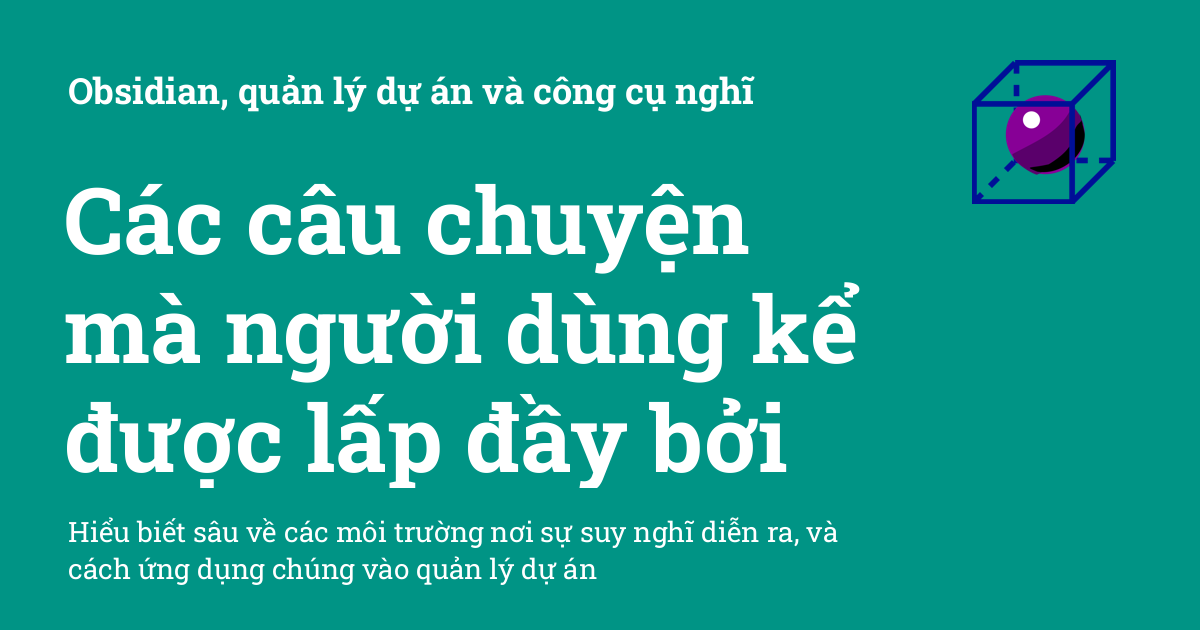 Obsidian, quản lý dự án và công cụ nghĩ
Các câu chuyện
mà người dùng kể
được lấp đầy bởi
Hiểu biết sâu về các môi trường nơi sự suy nghĩ diễn ra, và
cách ứng dụng chúng vào quản lý dự án